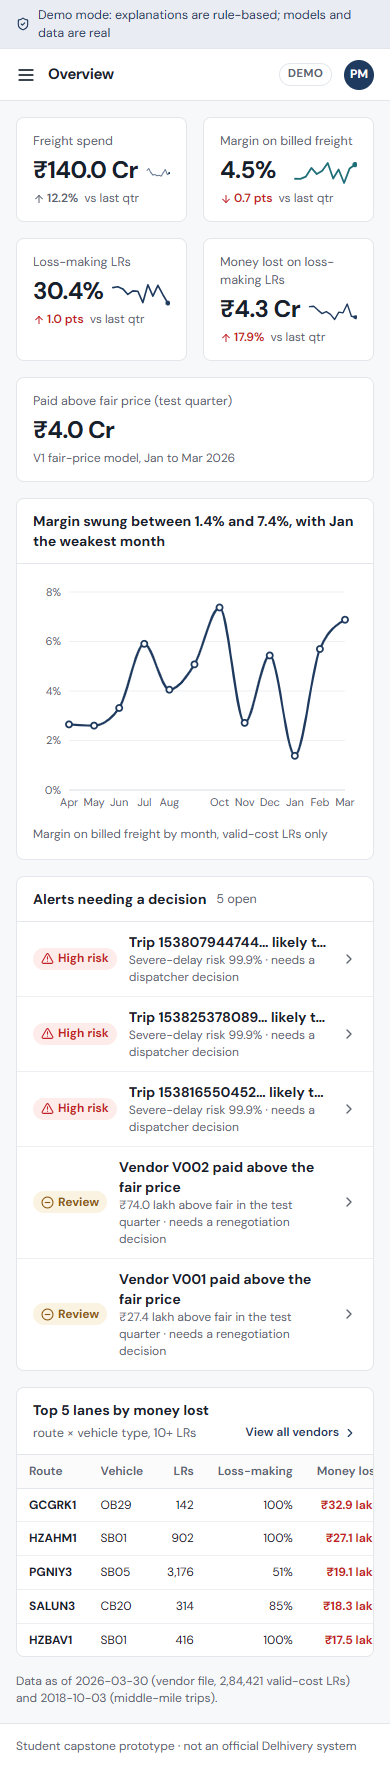 Demo mode: explanations are rule-based; models and
data are real
Overview
DEMO
PM
Freight spend
₹140.0 Cr
↑ 12.2% vs last qtr
Margin on billed freight
4.5%
↓ 0.7 pts vs last qtr
Loss-making LRs
30.4%
↑ 1.0 pts vs last qtr
Money lost on loss-
making LRs
₹4.3 Cr
↑ 17.9% vs last qtr
Paid above fair price (test quarter)
₹4.0 Cr
V1 fair-price model, Jan to Mar 2026
Margin swung between 1.4% and 7.4%, with Jan
the weakest month
8%
6%
4%
2%
0%
Apr May Jun Jul Aug Oct Nov Dec Jan Feb Mar
Margin on billed freight by month, valid-cost LRs only
Alerts needing a decision 5 open
High risk
Trip 153807944744... likely t...
Severe-delay risk 99.9% · needs a
dispatcher decision
High risk
Trip 153825378089... likely t...
Severe-delay risk 99.9% · needs a
dispatcher decision
High risk
Trip 153816550452... likely t...
Severe-delay risk 99.9% · needs a
dispatcher decision
Review
Vendor V002 paid above the
fair price
₹74.0 lakh above fair in the test
quarter · needs a renegotiation
decision
Review
Vendor V001 paid above the
fair price
₹27.4 lakh above fair in the test
quarter · needs a renegotiation
decision
Top 5 lanes by money lost
route × vehicle type, 10+ LRs
View all vendors
Route Vehicle LRs Loss-making Money los
GCGRK1 OB29 142 100% ₹32.9 lak
HZAHM1 SB01 902 100% ₹27.1 lak
PGNIY3 SB05 3,176 51% ₹19.1 lak
SALUN3 CB20 314 85% ₹18.3 lak
HZBAV1 SB01 416 100% ₹17.5 lak
Data as of 2026-03-30 (vendor file, 2,84,421 valid-cost LRs)
and 2018-10-03 (middle-mile trips).
Student capstone prototype · not an official Delhivery system